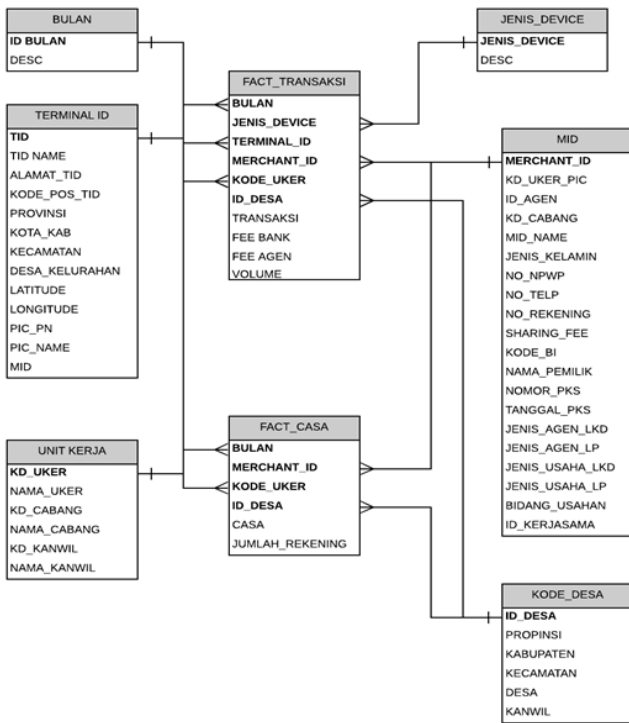 BULAN
ID BULAN
DESC
TERMINAL ID
TID
TID NAME
ALAMAT_TID
KODE_POS_TID
PROVINSI
KOTA_KAB
KECAMATAN
DESA_KELURAHAN
LATITUDE
LONGITUDE
PIC_PN
PIC_NAME
MID
UNIT KERJA
KD_UKER
NAMA_UKER
KD_CABANG
NAMA_CABANG
KD_KANWIL
NAMA_KANWIL
FACT_TRANSAKSI
BULAN
JENIS_DEVICE
TERMINAL_ID
MERCHANT_ID
KODE_UKER
ID_DESA
TRANSAKSI
FEE BANK
FEE AGEN
VOLUME
FACT_CASA
BULAN
MERCHANT_ID
KODE_UKER
ID_DESA
CASA
JUMLAH_REKENING
JENIS_DEVICE
JENIS_DEVICE
DESC
MID
MERCHANT_ID
KD_UKER_PIC
ID_AGEN
KD_CABANG
MID_NAME
JENIS_KELAMIN
NO_NPWP
NO_TELP
NO_REKENING
SHARING_FEE
KODE_BI
NAMA_PEMILIK
NOMOR_PKS
TANGGAL_PKS
JENIS_AGEN_LKD
JENIS_AGEN_LP
JENIS_USAHA_LKD
JENIS_USAHA_LP
BIDANG_USAHAN
ID_KERJASAMA
KODE_DESA
ID_DESA
PROPINSI
KABUPATEN
KECAMATAN
DESA
KANWIL